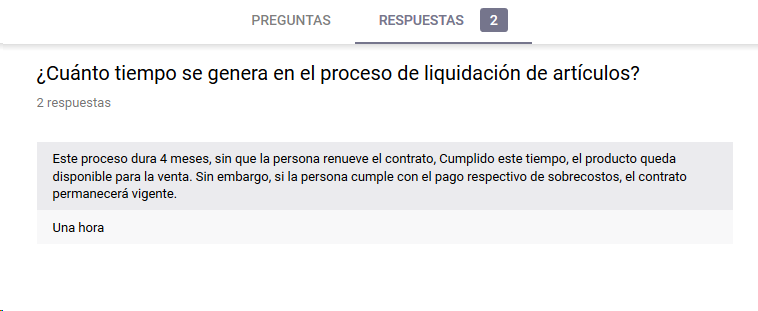 PREGUNTAS RESPUESTAS 2
¿Cuánto tiempo se genera en el proceso de liquidación de artículos?
2 respuestas
Este proceso dura 4 meses, sin que la persona renueve el contrato, Cumplido este tiempo, el producto queda
disponible para la venta. Sin embargo, si la persona cumple con el pago respectivo de sobrecostos, el contrato
permanecerá vigente.
Una hora